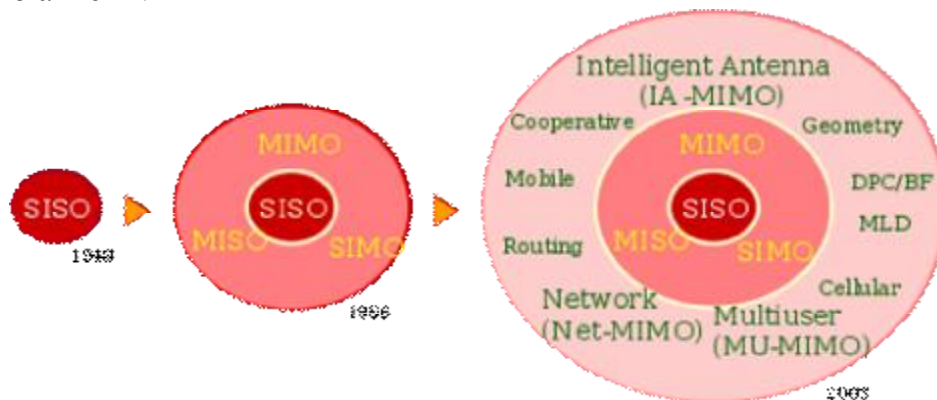 SISO
MIMO
SISO
MISO
SIMO
Intelligent Antenna
(IA -MIMO)
Cooperative
Geometry
MIMO
Mobile
DPC/BF
SISO
MLD
MISO
SIMO
Routing
Cellular
Network
(Net-MIMO)
Multiuser
(MU-MIMO)